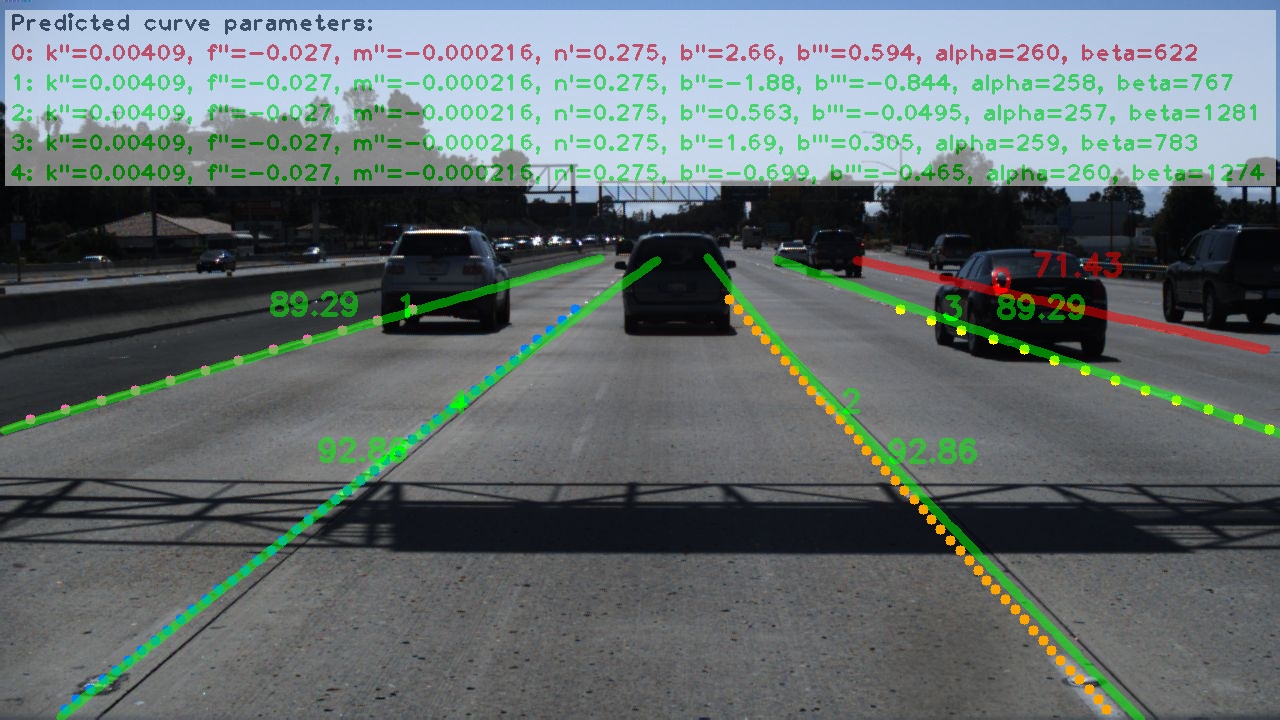 Predicted curve parameters:
0: k''=0.00409, f''=−0.027, m''=−0.000216, n'=0.275, b''=2.66, b'''=0.594, alpha=260, beta=622
1: k''=0.00409, f''=−0.027, m''=−0.000216, n'=0.275, b''=−1.88, b'''=−0.844, alpha=258, beta=767
2: k''=0.00409, f''=−0.027, m''=−0.000216, n'=0.275, b''=0.563, b'''=−0.0495, alpha=257, beta=1281
3: k''=0.00409, f''=−0.027, m''=−0.000216, n'=0.275, b''=1.69, b'''=0.305, alpha=259, beta=783
4: k''=0.00409, f''=−0.027, m''=−0.000216, n'=0.275, b''=−0.699, b'''=−0.465, alpha=260, beta=1274
0 71.43
89.29 1
3 89.29
2
92.86
92.86